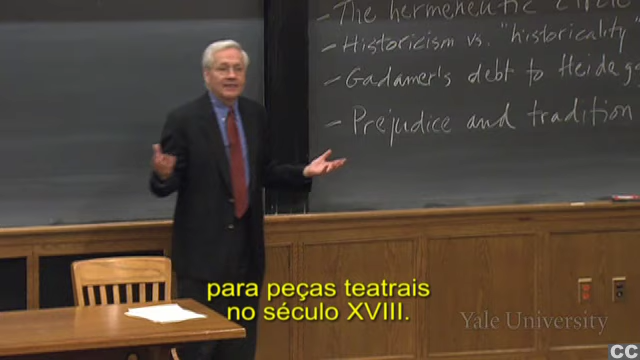 - The hermeneutic circle
- Historicism vs. "historicality"
- Gadamer's debt to Heideg
- Prejudice and tradition
para peças teatrais
no século XVIII.
Yale University
CC